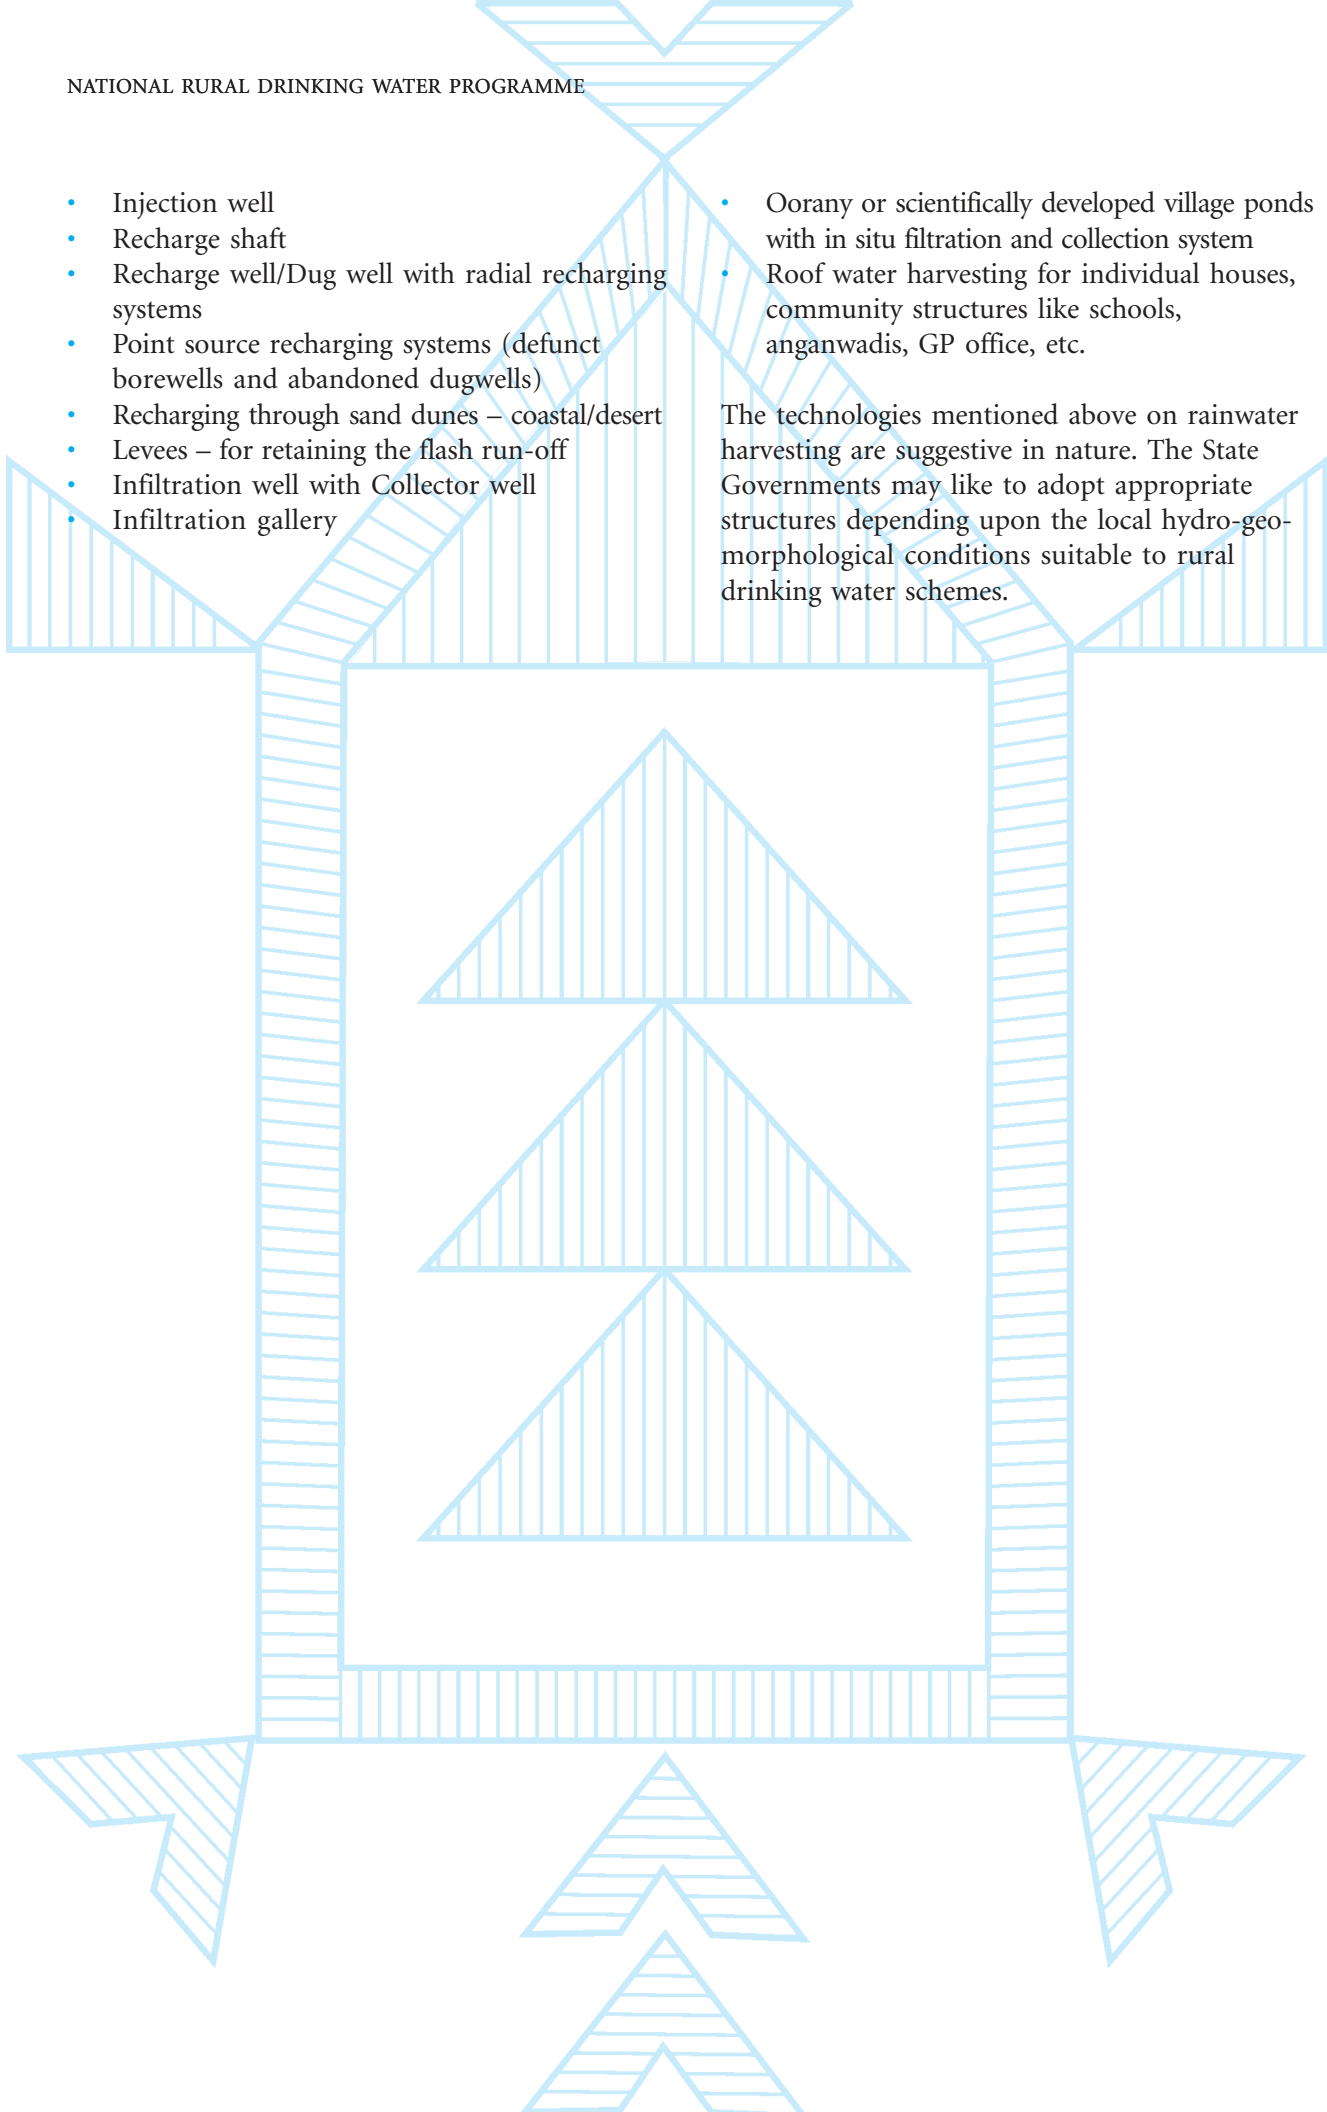 NATIONAL RURAL DRINKING WATER PROGRAMME
• Injection well
• Recharge shaft
• Recharge well/Dug well with radial recharging
systems
• Point source recharging systems (defunct
borewells and abandoned dugwells)
• Recharging through sand dunes – coastal/desert
• Levees – for retaining the flash run-off
• Infiltration well with Collector well
• Infiltration gallery
• Oorany or scientifically developed village ponds
with in situ filtration and collection system
• Roof water harvesting for individual houses,
community structures like schools,
anganwadis, GP office, etc.
The technologies mentioned above on rainwater
harvesting are suggestive in nature. The State
Governments may like to adopt appropriate
structures depending upon the local hydro-geo-
morphological conditions suitable to rural
drinking water schemes.